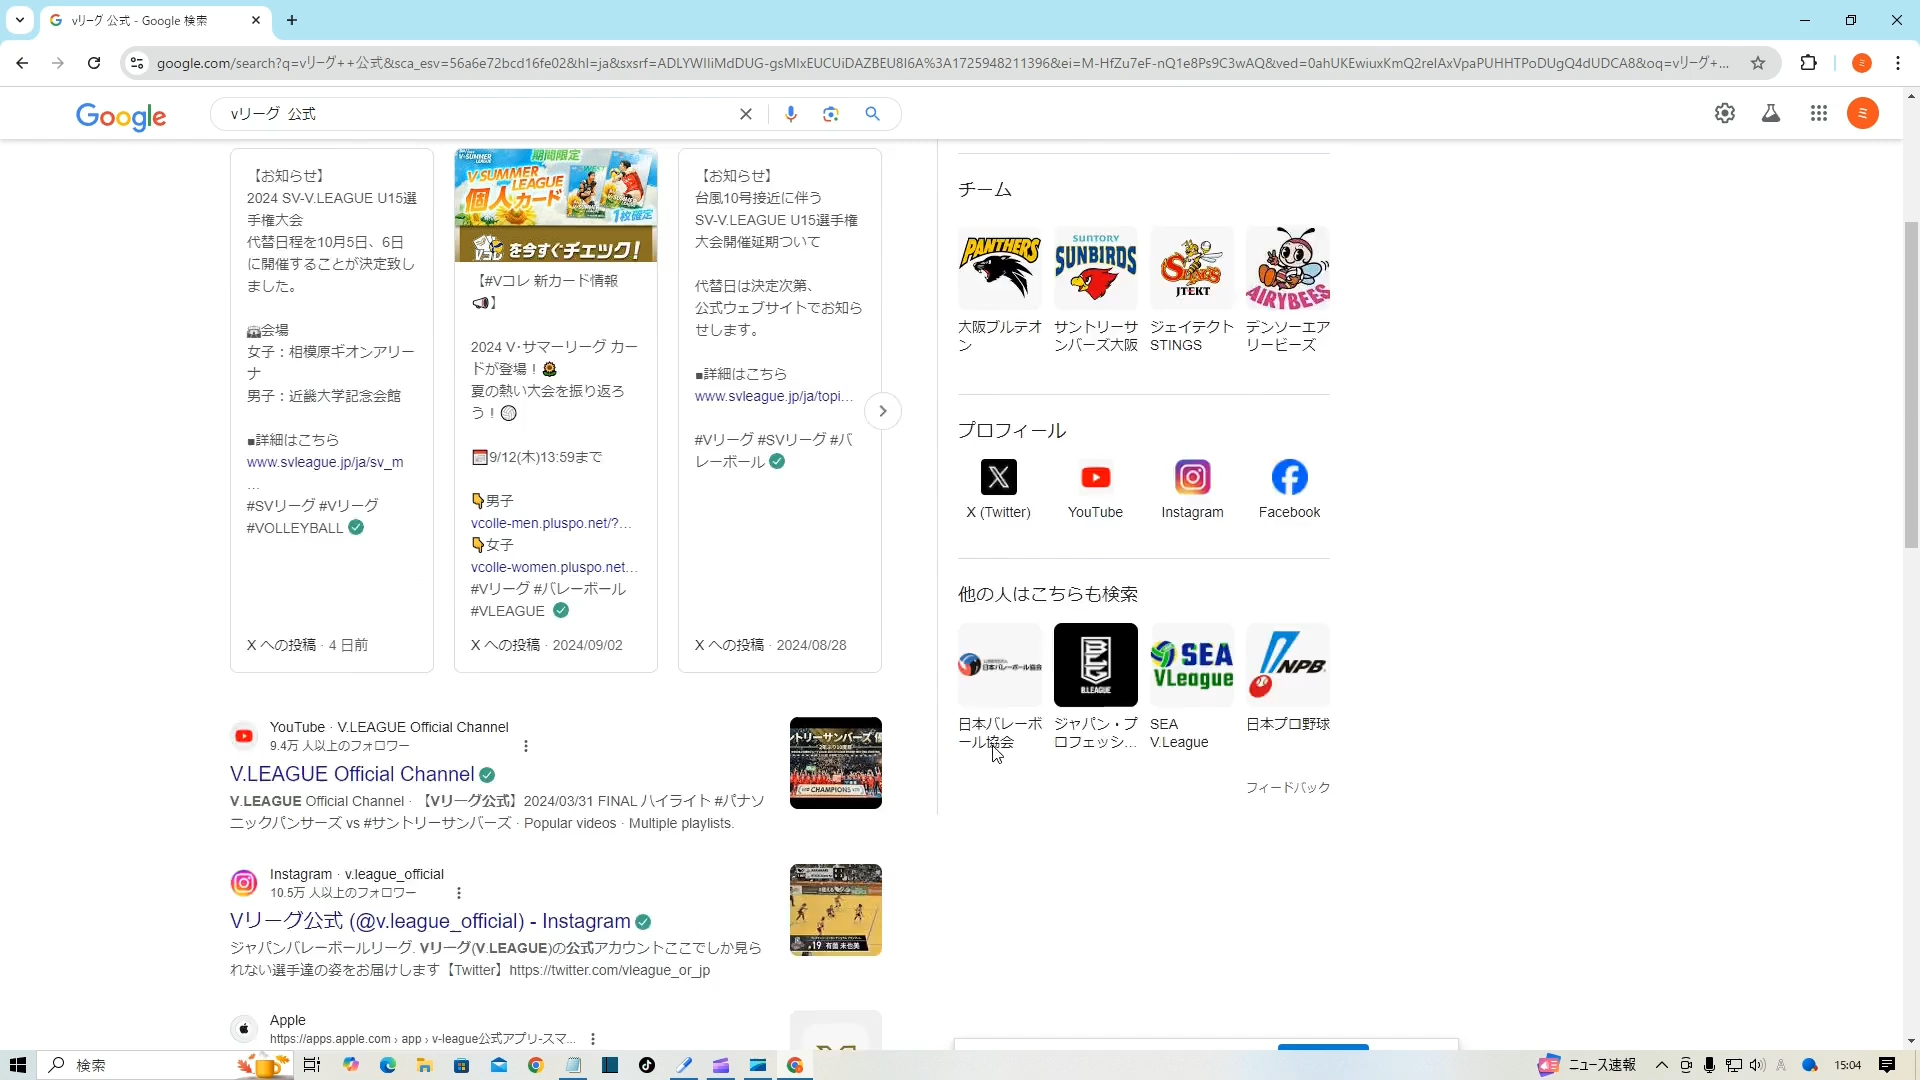 vリーグ 公式 - Google 検索
google.com/search?q=vリーグ++公式&sca_esv=56a6e72bcd16fe02&hl=ja&sxsrf=ADLYWIIiMdDUG-gsMIxEUCUiDAZBEU8I6A%3A1725948211396&ei=M-HfZu7eF-nQ1e8Ps9C3wAQ&ved=0ahUKEwiuxKmQ2reIAxVpaPUHHTPoDUgQ4dUDCA8&oq=vリーグ+...
Google
vリーグ 公式
ミ
【お知らせ】
2024 SV-V.LEAGUE U15選
手権大会
代替日程を10月5日、6日
に開催することが決定致し
ました。
🏟会場
女子：相模原ギオンアリー
ナ
男子：近畿大学記念会館
■詳細はこちら
www.svleague.jp/ja/sv_m
...
#SVリーグ #Vリーグ
#VOLLEYBALL
X への投稿 · 4 日前
V-SUMMER LEAGUE
期間限定
V-SUMMER
LEAGUE
個人カード
1枚確定
Vコレ を今すぐチェック!
【#Vコレ 新カード情報
📢】
2024 V･サマーリーグ カー
ドが登場！🌻
夏の熱い大会を振り返ろ
う！🏐
📅9/12(木)13:59まで
👇男子
vcolle-men.pluspo.net/?...
👇女子
vcolle-women.pluspo.net...
#Vリーグ #バレーボール
#VLEAGUE
X への投稿 · 2024/09/02
【お知らせ】
台風10号接近に伴う
SV-V.LEAGUE U15選手権
大会開催延期ついて
代替日は決定次第、
公式ウェブサイトでお知ら
せします。
■詳細はこちら
www.svleague.jp/ja/topi...
#Vリーグ #SVリーグ #バ
レーボール
X への投稿 · 2024/08/28
YouTube · V.LEAGUE Official Channel
9.4万 人以上のフォロワー
V.LEAGUE Official Channel
V.LEAGUE Official Channel · 【Vリーグ公式】2024/03/31 FINAL ハイライト #パナソ
ニックパンサーズ vs #サントリーサンバーズ · Popular videos · Multiple playlists.
ントリーサンバーズ 優
CHAMPIONS
Instagram · v.league_official
10.5万 人以上のフォロワー
Vリーグ公式 (@v.league_official) - Instagram
ジャパンバレーボールリーグ. Vリーグ(V.LEAGUE)の公式アカウントここでしか見ら
れない選手達の姿をお届けします【Twitter】https://twitter.com/vleague_or_jp
Apple
https://apps.apple.com › app › v-league公式アプリ-スマ...
チーム
PANTHERS
大阪ブルテオ
ン
SUNTORY
SUNBIRDS
サントリーサ
ンバーズ大阪
STINGS
JTEKT
ジェイテクト
STINGS
AIRYBEES
デンソーエア
リービーズ
プロフィール
X (Twitter)
YouTube
Instagram
Facebook
他の人はこちらも検索
日本バレーボール協会
日本バレーボ
ール協会
B.LEAGUE
ジャパン・プ
ロフェッシ...
SEA
VLeague
SEA
V.League
NPB
日本プロ野球
フィードバック
検索
ニュース速報
15:04